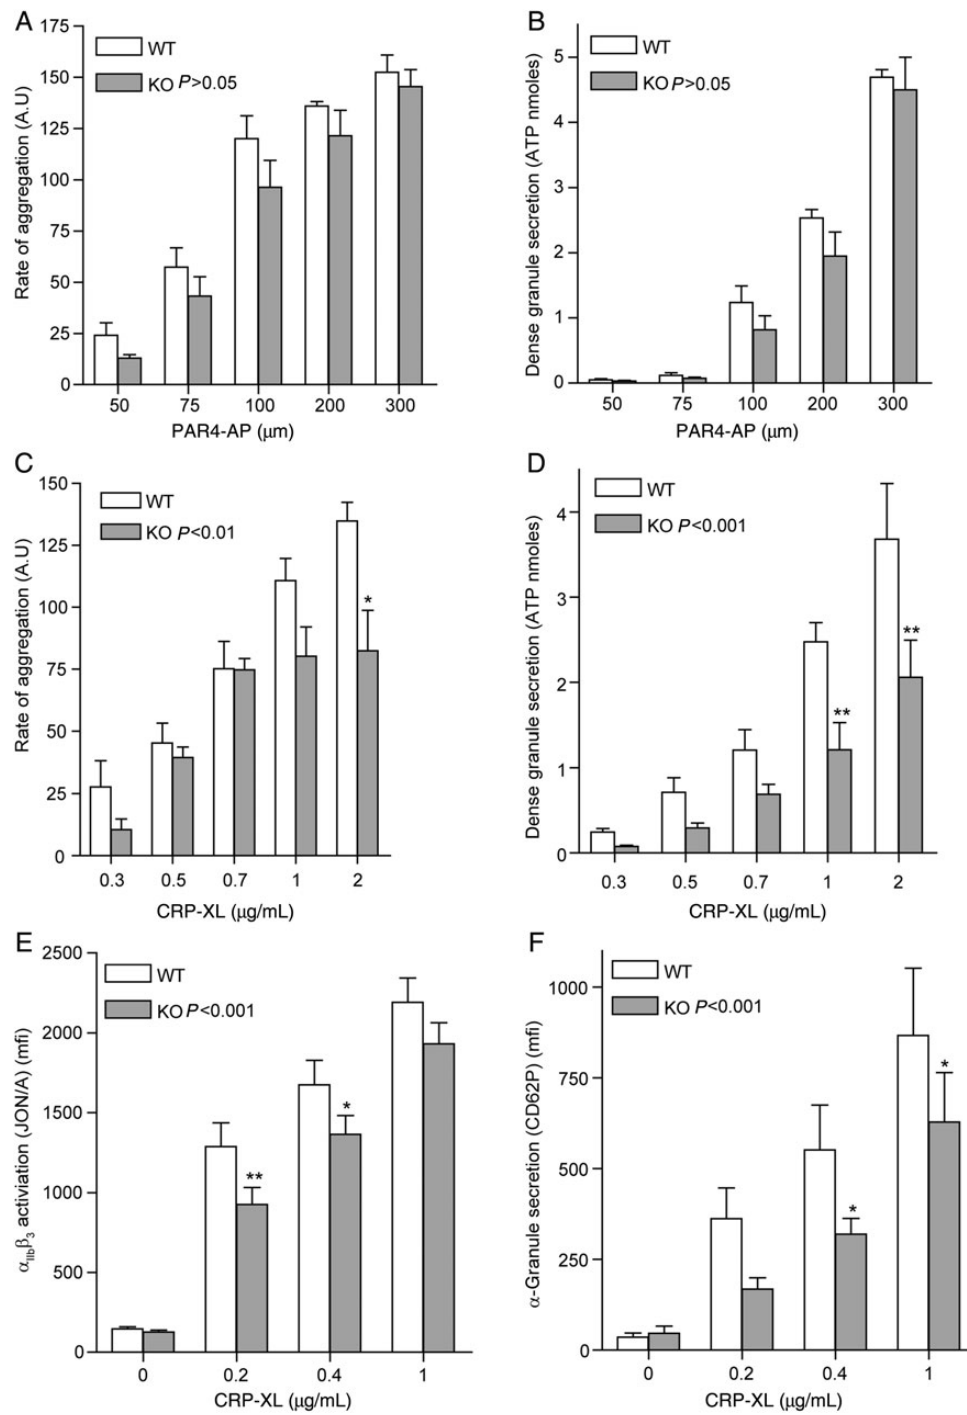 A
175
150
125
100
75
50
25
0
Rate of aggregation (A.U)
WT
KO P>0.05
50 75 100 200 300
PAR4-AP (μm)
B
5
4
3
2
1
0
Dense granule secretion (ATP nmoles)
WT
KO P>0.05
50 75 100 200 300
PAR4-AP (μm)
C
150
125
100
75
50
25
0
Rate of aggregation (A.U)
WT
KO P<0.01
*
0.3 0.5 0.7 1 2
CRP-XL (μg/mL)
D
4
3
2
1
0
Dense granule secretion (ATP nmoles)
WT
KO P<0.001
** **
0.3 0.5 0.7 1 2
CRP-XL (μg/mL)
E
2500
2000
1500
1000
500
0
αIIbβ3 activiation (JON/A) (mfi)
WT
KO P<0.001
** *
0 0.2 0.4 1
CRP-XL (μg/mL)
F
1000
750
500
250
0
α-Granule secretion (CD62P) (mfi)
WT
KO P<0.001
* *
0 0.2 0.4 1
CRP-XL (μg/mL)